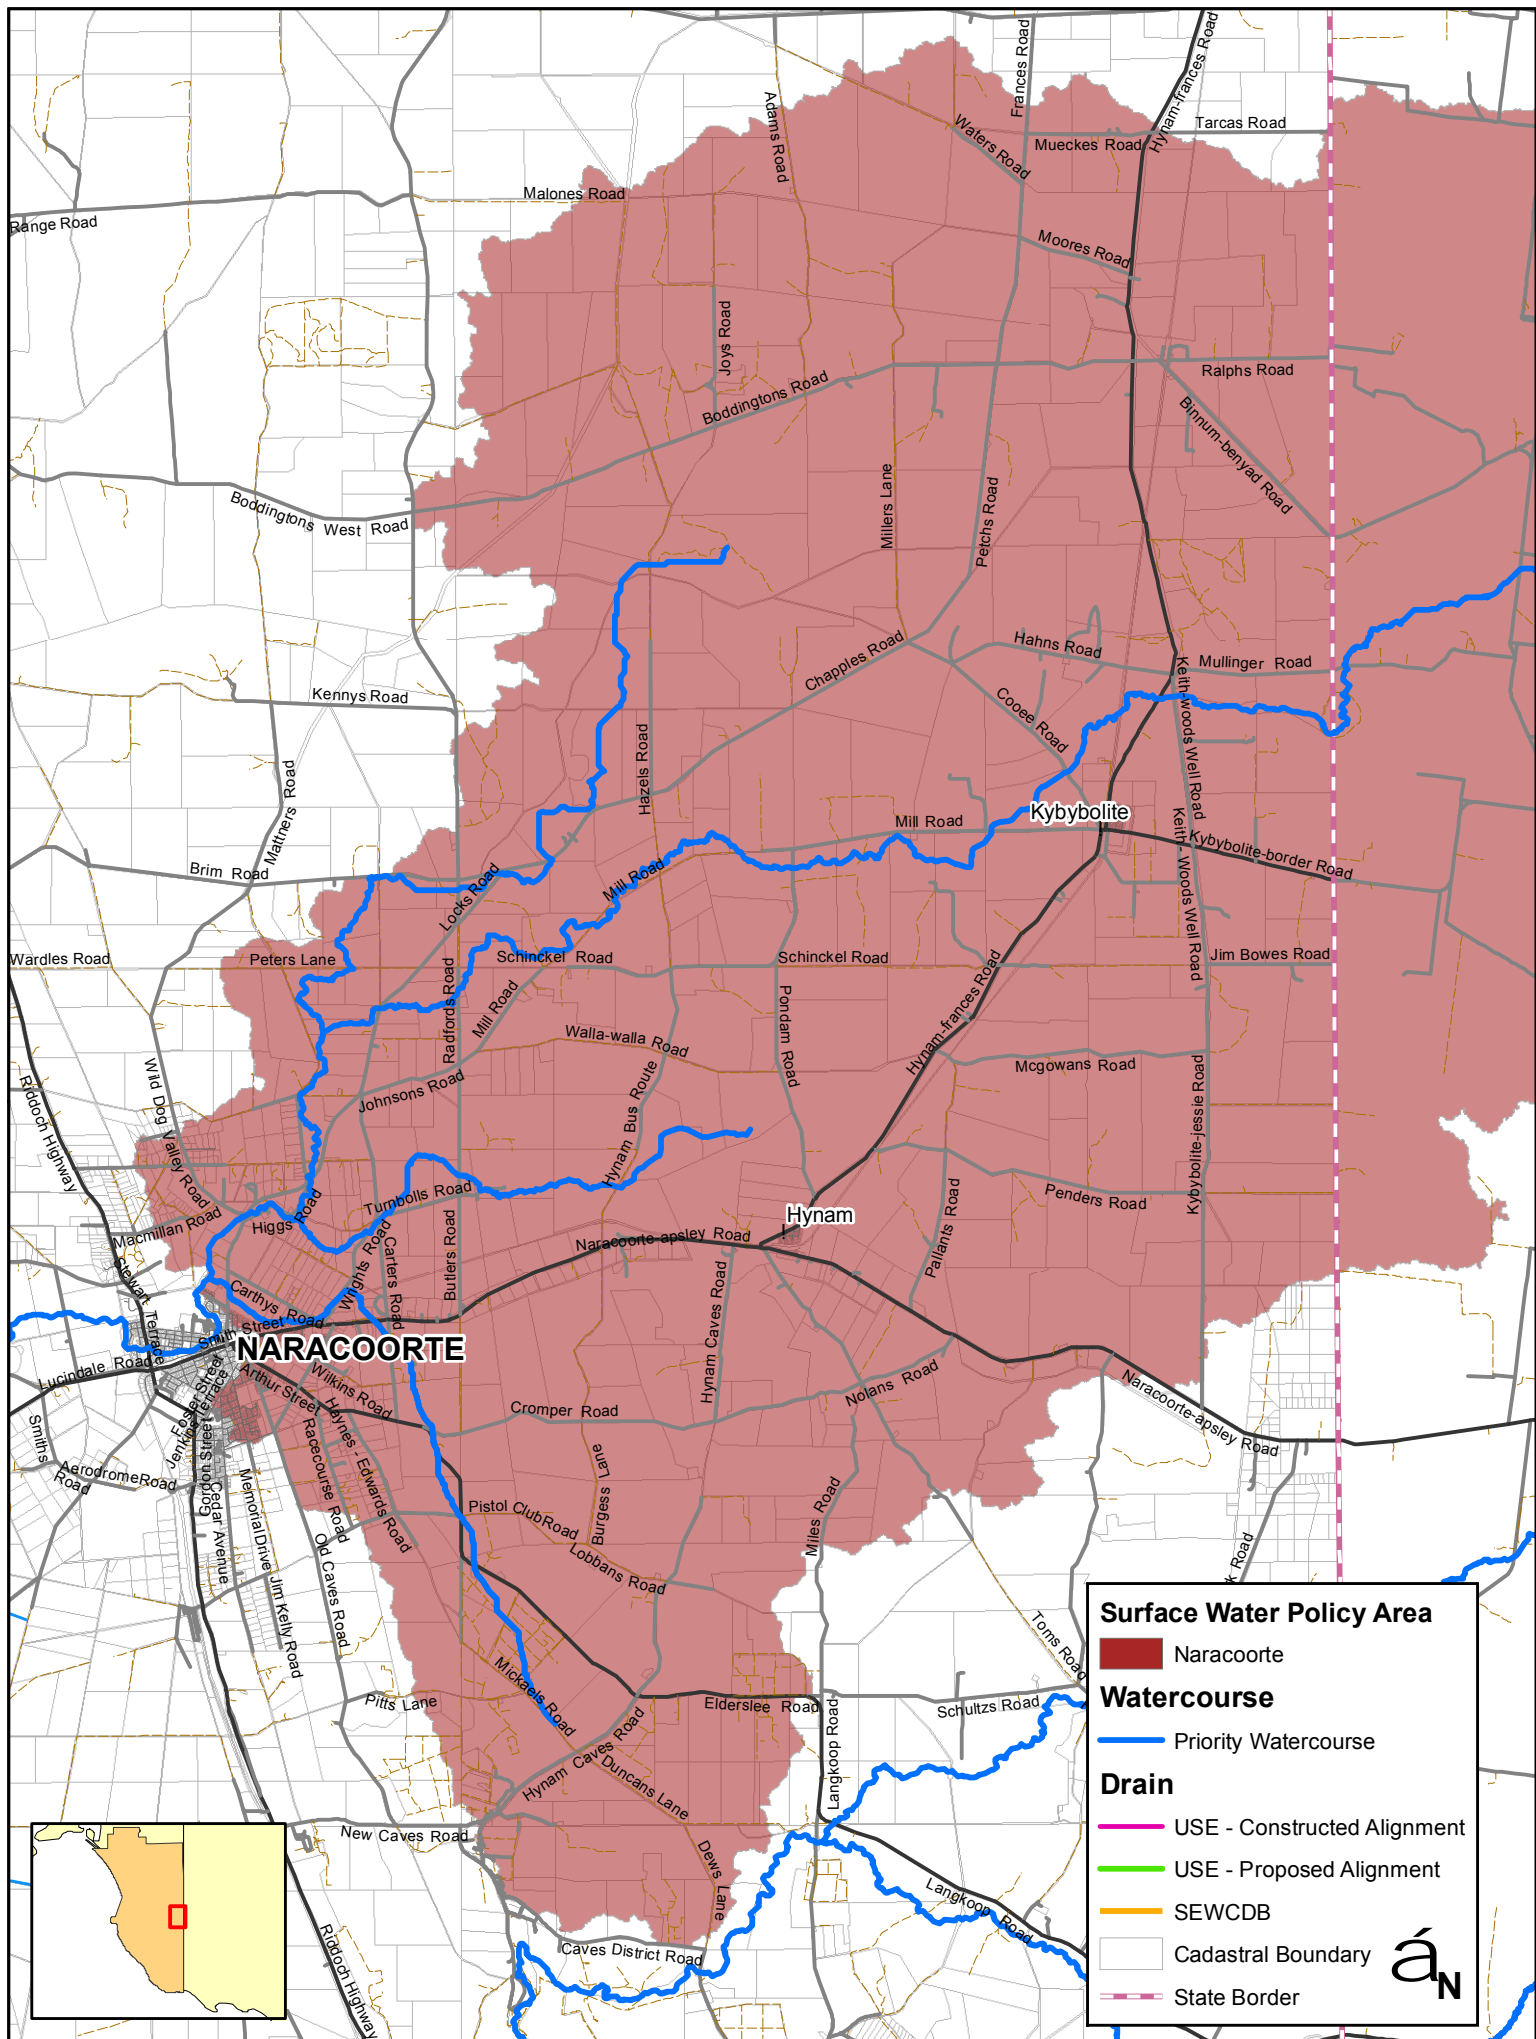 Adams Road
Frances Road
Hynam-frances Road
Waters Road
Mueckes Road
Tarcas Road
Malones Road
Range Road
Moores Road
Joys Road
Boddingtons Road
Ralphs Road
Binnum-benyad Road
Boddingtons West Road
Millers Lane
Petchs Road
Chapples Road
Hahns Road
Mullinger Road
Kennys Road
Cooee Road
Keith-woods Well Road
Hazels Road
Mattners Road
Mill Road
Kybybolite
Kybybolite-border Road
Brim Road
Locks Road
Mill Road
Keith - Woods Well Road
Wardles Road
Peters Lane
Schinckel Road
Schinckel Road
Jim Bowes Road
Radfords Road
Mill Road
Pondam Road
Hynam-frances Road
Walla-walla Road
Mcgowans Road
Wild Dog Valley Road
Riddoch Highway
Johnsons Road
Hynam Bus Route
Kybybolite-jessie Road
Macmillan Road
Higgs Road
Turnbolls Road
Hynam
Pallants Road
Penders Road
Naracoorte-apsley Road
Stewart Terrace
Carthys Road
Wrights Road
Carters Road
Butlers Road
Hynam Caves Road
Smith Street Road
NARACOORTE
Lucindale Road
Foster Street
Jenkins Terrace
Arthur Street
Wilkins Road
Nolans Road
Naracoorte-apsley Road
Smiths Road
Gordon Street
Racecourse Road
Haynes - Edwards Road
Cromper Road
Burgess Lane
Aerodrome Road
Cedar Avenue
Memorial Drive
Old Caves Road
Pistol Club Road
Lobbans Road
Miles Road
k Road
Jim Kelly Road
Toms Road
Mickaels Road
Pitts Lane
Elderslee Road
Langkoop Road
Schultzs Road
Hynam Caves Road
Duncans Lane
New Caves Road
Dews Lane
Langkoop Road
Riddoch Highway
Caves District Road
Surface Water Policy Area
Naracoorte
Watercourse
Priority Watercourse
Drain
USE - Constructed Alignment
USE - Proposed Alignment
SEWCDB
Cadastral Boundary
State Border
á
N